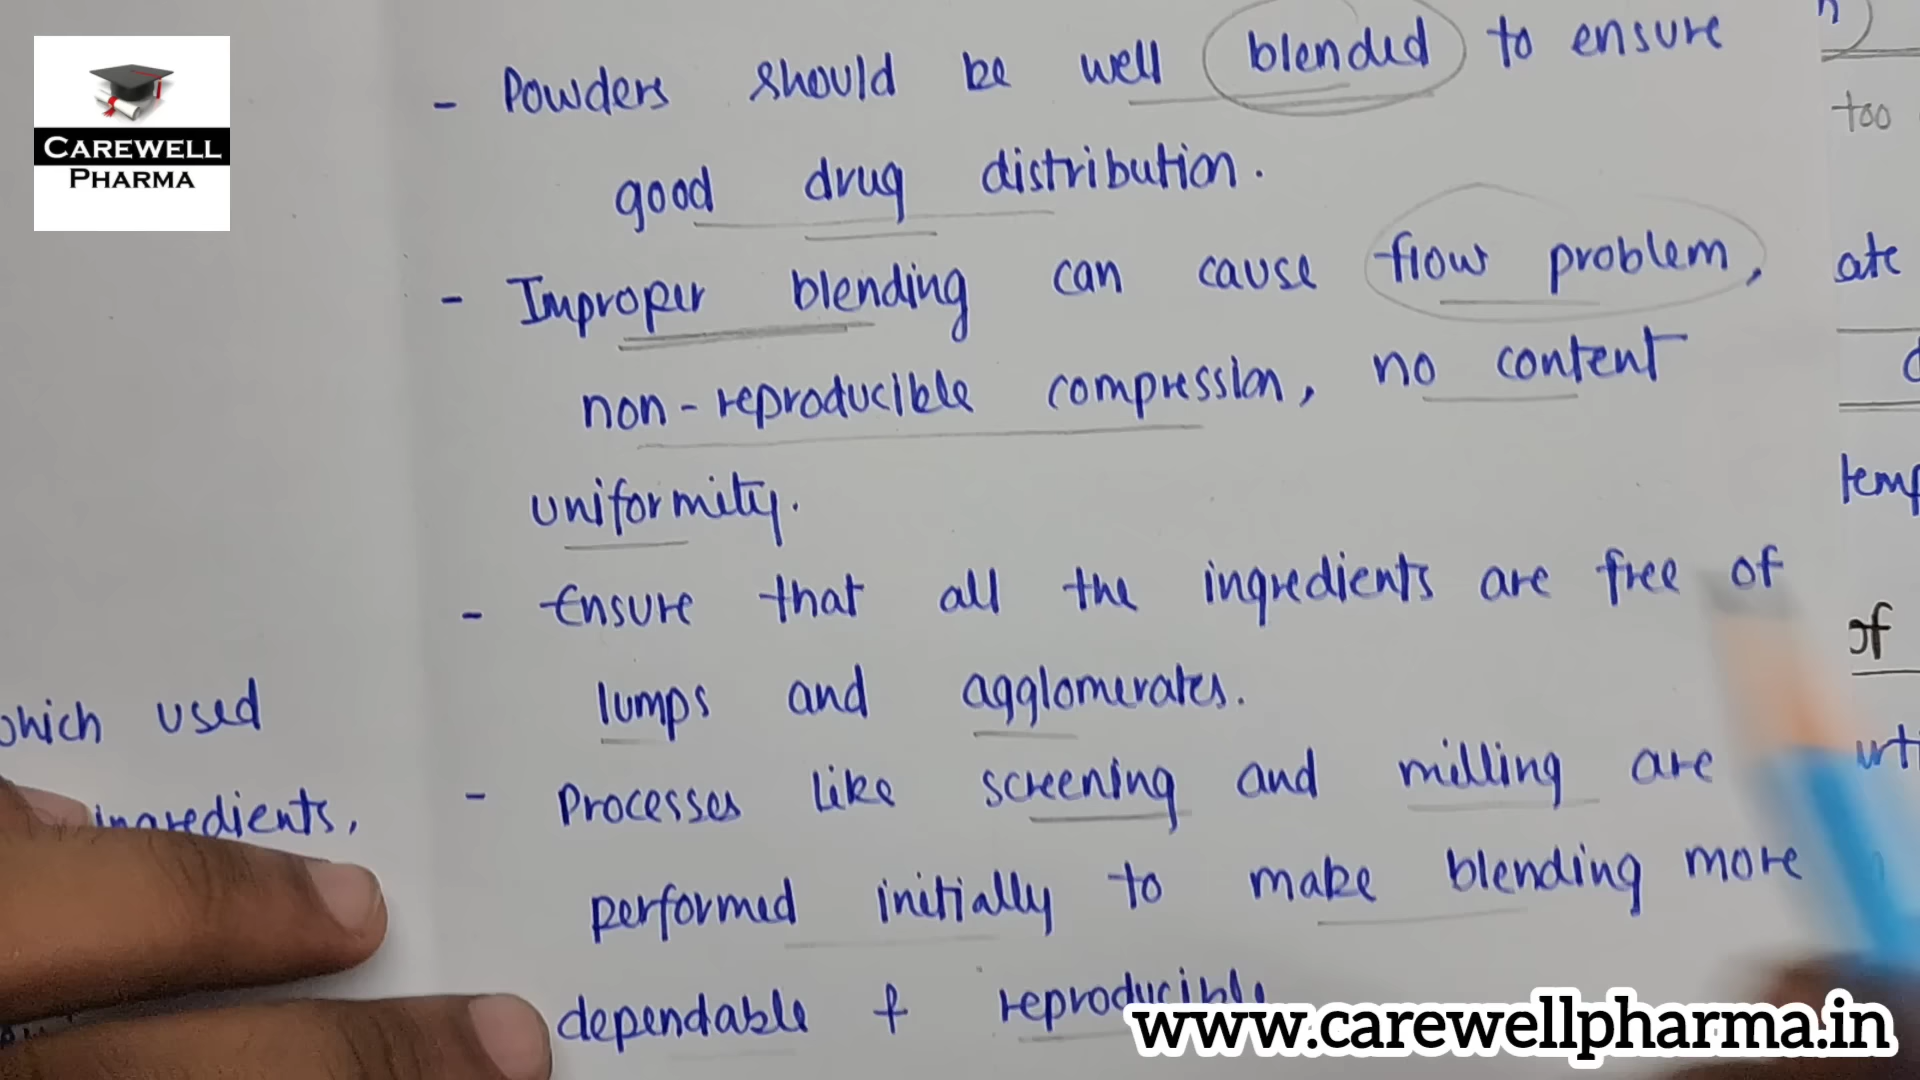 CAREWELL
PHARMA
- Powders should be well blended to ensure
good drug distribution.
- Improper blending can cause flow problem,
non-reproducible compression, no content
uniformity.
- Ensure that all the ingredients are free of
lumps and agglomerates.
- Processes like screening and milling are
performed initially to make blending more
dependable & reproducible
which used
ingredients,
too
ate
temp
of
www.carewellpharma.in